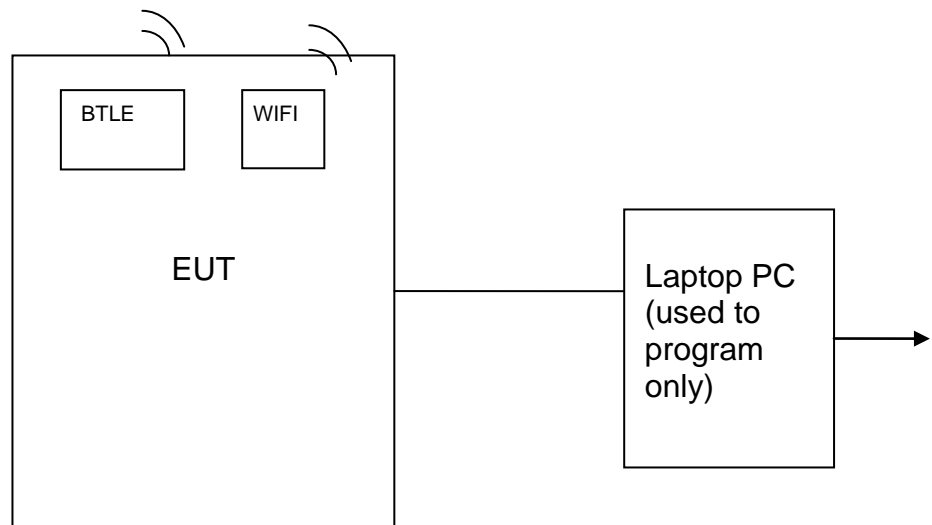 BTLE
WIFI
EUT
Laptop PC
(used to
program
only)